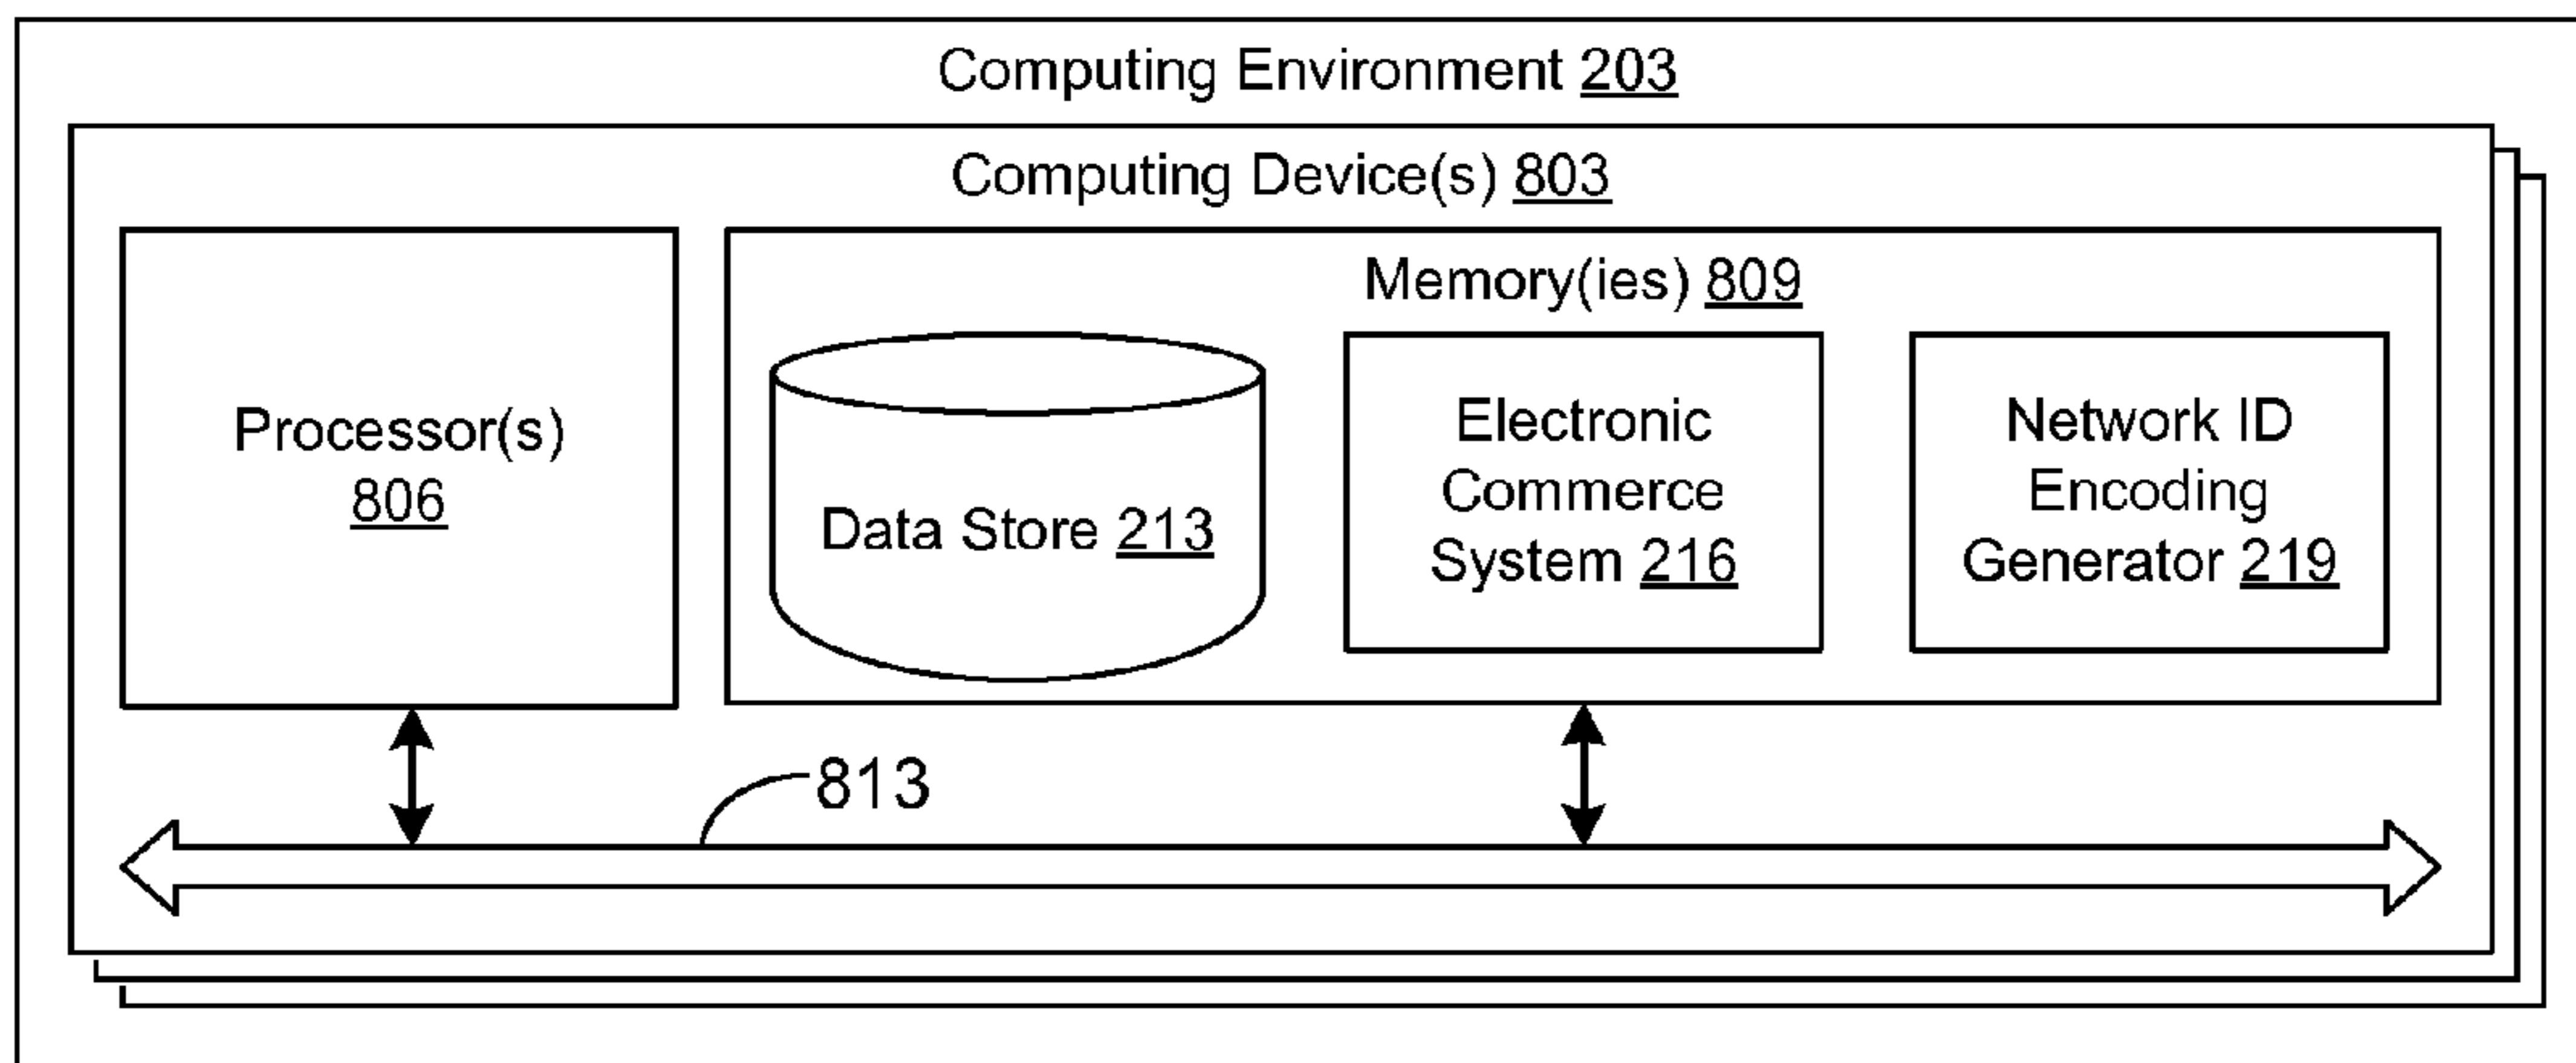 Computing Environment 203
Computing Device(s) 803
Processor(s)
806
Memory(ies) 809
Data Store 213
Electronic
Commerce
System 216
Network ID
Encoding
Generator 219
813